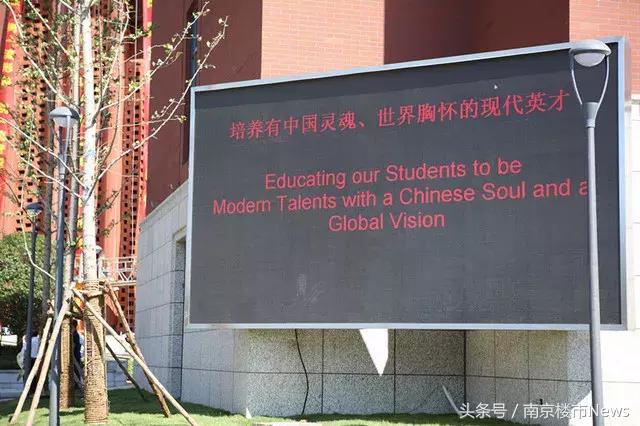 培养有中国灵魂、世界胸怀的现代英才
Educating our Students to be
Modern Talents with a Chinese Soul and a
Global Vision
头条号／南京楼市News